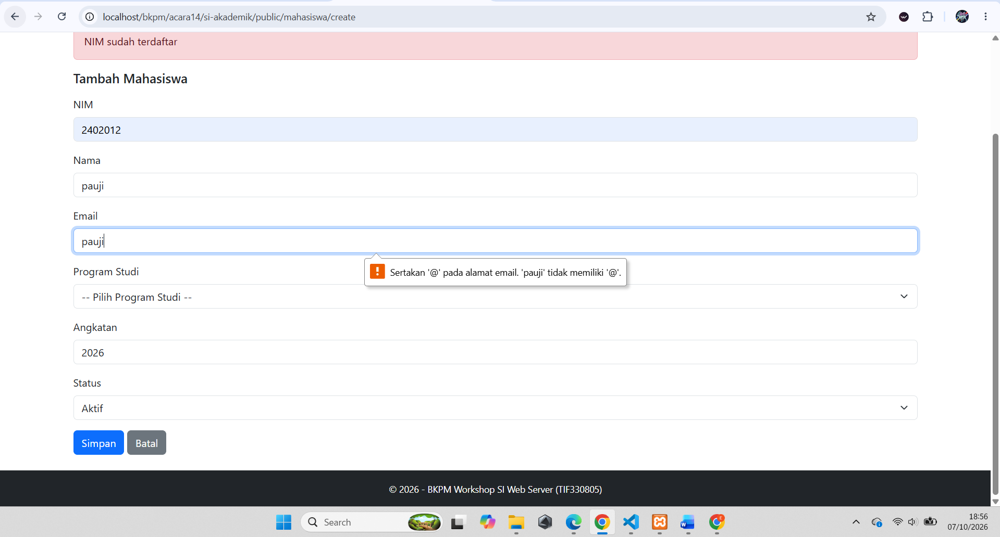 localhost/bkpm/acara14/si-akademik/public/mahasiswa/create
NIM sudah terdaftar
Tambah Mahasiswa
NIM
2402012
Nama
pauji
Email
pauji
Sertakan '@' pada alamat email. 'pauji' tidak memiliki '@'.
Program Studi
-- Pilih Program Studi --
Angkatan
2026
Status
Aktif
Simpan Batal
© 2026 - BKPM Workshop SI Web Server (TIF330805)
Search
18:56
07/10/2026